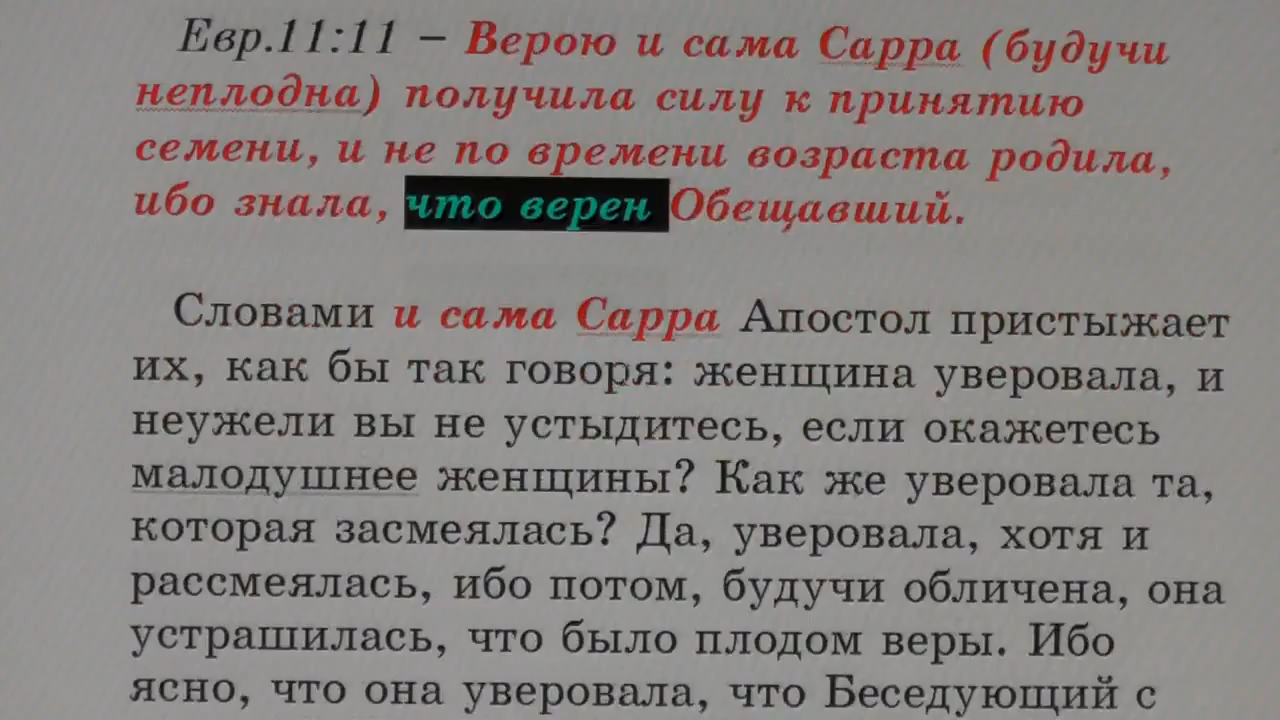 Евр.11:11 – Верою и сама Сарра (будучи
неплодна) получила силу к принятию
семени, и не по времени возраста родила,
ибо знала, что верен Обещавший.
Словами и сама Сарра Апостол пристыжает
их, как бы так говоря: женщина уверовала, и
неужели вы не устыдитесь, если окажетесь
малодушнее женщины? Как же уверовала та,
которая засмеялась? Да, уверовала, хотя и
рассмеялась, ибо потом, будучи обличена, она
устрашилась, что было плодом веры. Ибо
ясно, что она уверовала, что Беседующий с